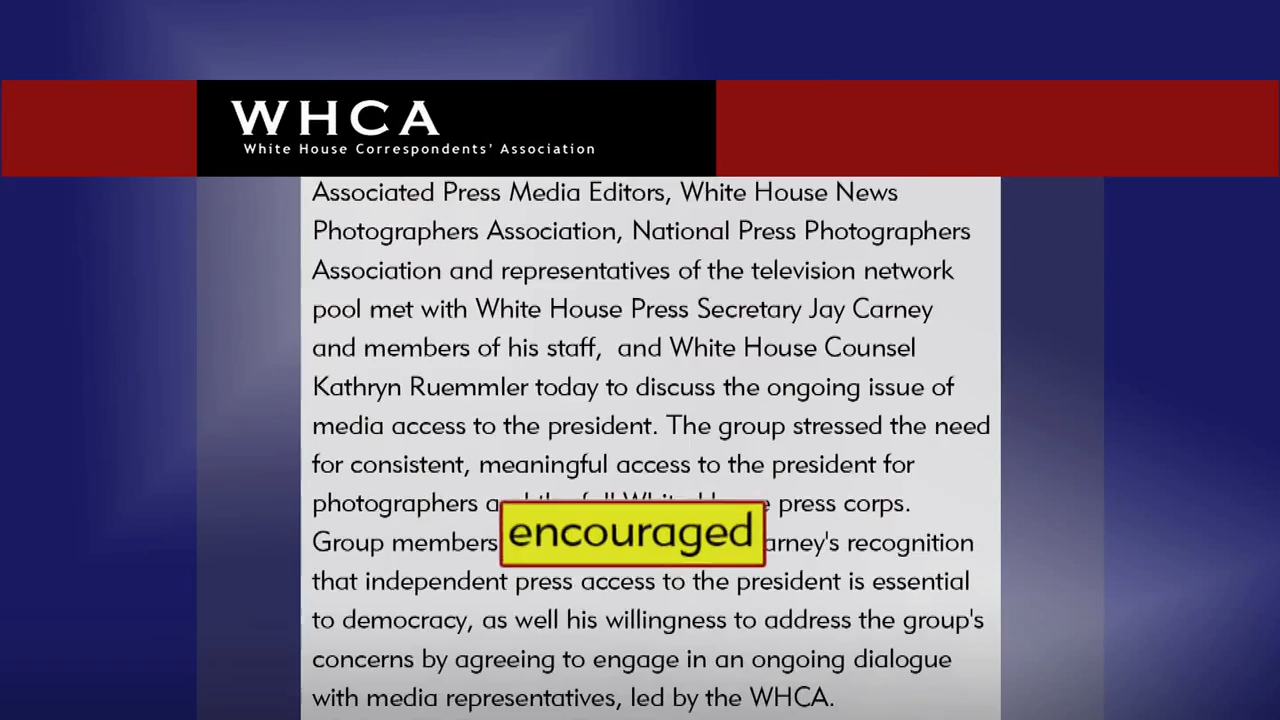 WHCA
White House Correspondents' Association
Associated Press Media Editors, White House News
Photographers Association, National Press Photographers
Association and representatives of the television network
pool met with White House Press Secretary Jay Carney
and members of his staff,  and White House Counsel
Kathryn Ruemmler today to discuss the ongoing issue of
media access to the president. The group stressed the need
for consistent, meaningful access to the president for
photographers and the full White House press corps.
Group members encouraged arney's recognition
that independent press access to the president is essential
to democracy, as well his willingness to address the group's
concerns by agreeing to engage in an ongoing dialogue
with media representatives, led by the WHCA.